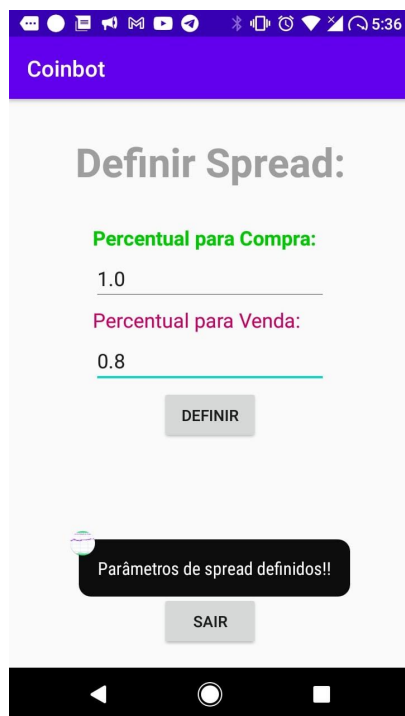 5:36
Coinbot
Definir Spread:
Percentual para Compra:
1.0
Percentual para Venda:
0.8
DEFINIR
Parâmetros de spread definidos!!
SAIR